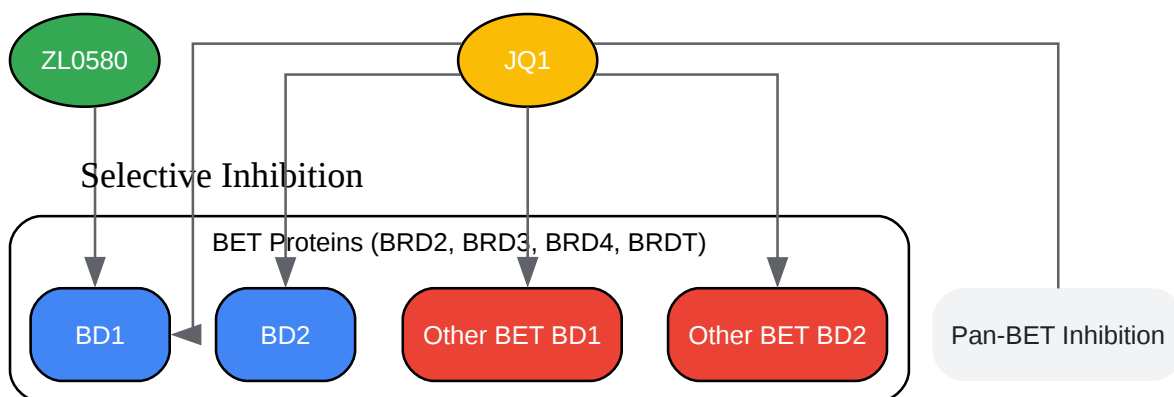 ZL0580
JQ1
Selective Inhibition
BET Proteins (BRD2, BRD3, BRD4, BRDT)
BD1
BD2
Other BET BD1
Other BET BD2
Pan-BET Inhibition